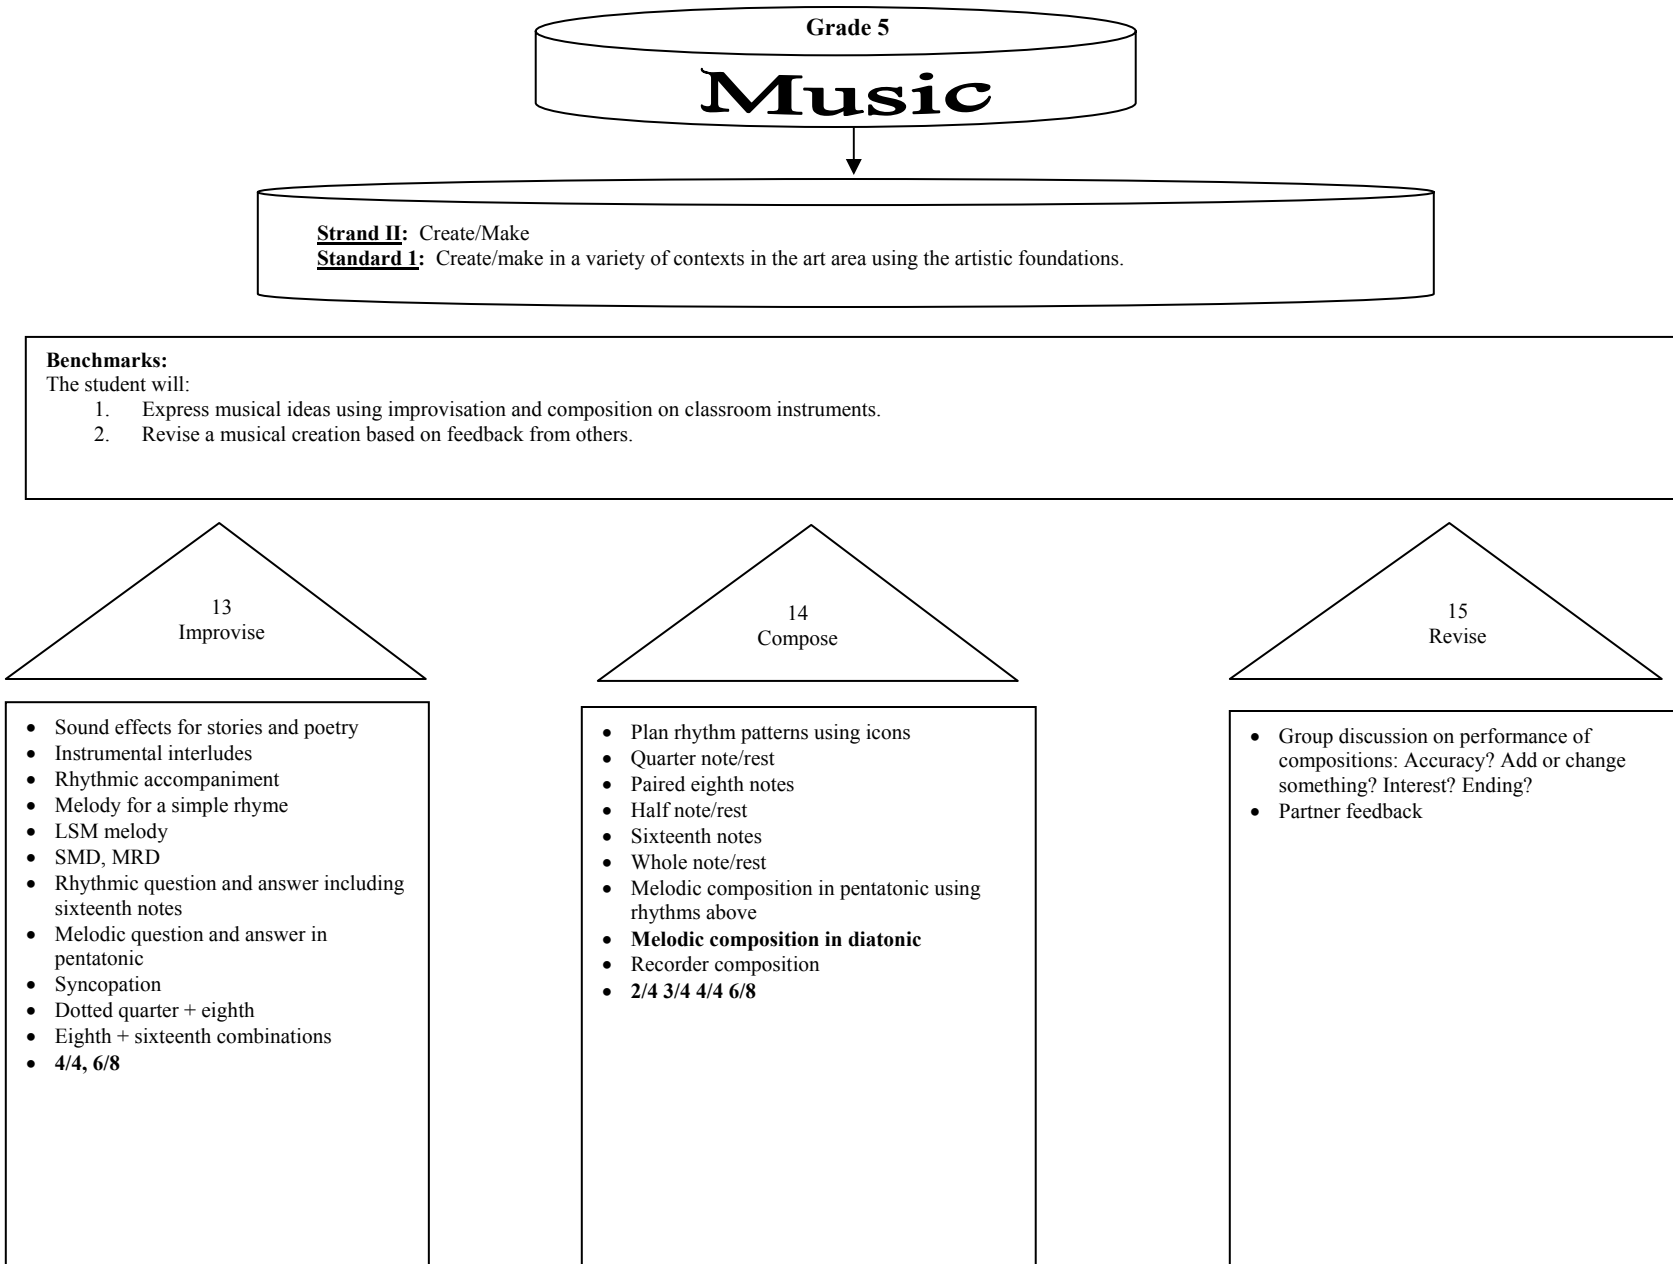 Grade 5
Music
Strand II: Create/Make
Standard 1: Create/make in a variety of contexts in the art area using the artistic foundations.
Benchmarks:
The student will:
1. Express musical ideas using improvisation and composition on classroom instruments.
2. Revise a musical creation based on feedback from others.
13
Improvise
• Sound effects for stories and poetry
• Instrumental interludes
• Rhythmic accompaniment
• Melody for a simple rhyme
• LSM melody
• SMD, MRD
• Rhythmic question and answer including
sixteenth notes
• Melodic question and answer in
pentatonic
• Syncopation
• Dotted quarter + eighth
• Eighth + sixteenth combinations
• 4/4, 6/8
14
Compose
• Plan rhythm patterns using icons
• Quarter note/rest
• Paired eighth notes
• Half note/rest
• Sixteenth notes
• Whole note/rest
• Melodic composition in pentatonic using
rhythms above
• Melodic composition in diatonic
• Recorder composition
• 2/4 3/4 4/4 6/8
15
Revise
• Group discussion on performance of
compositions: Accuracy? Add or change
something? Interest? Ending?
• Partner feedback